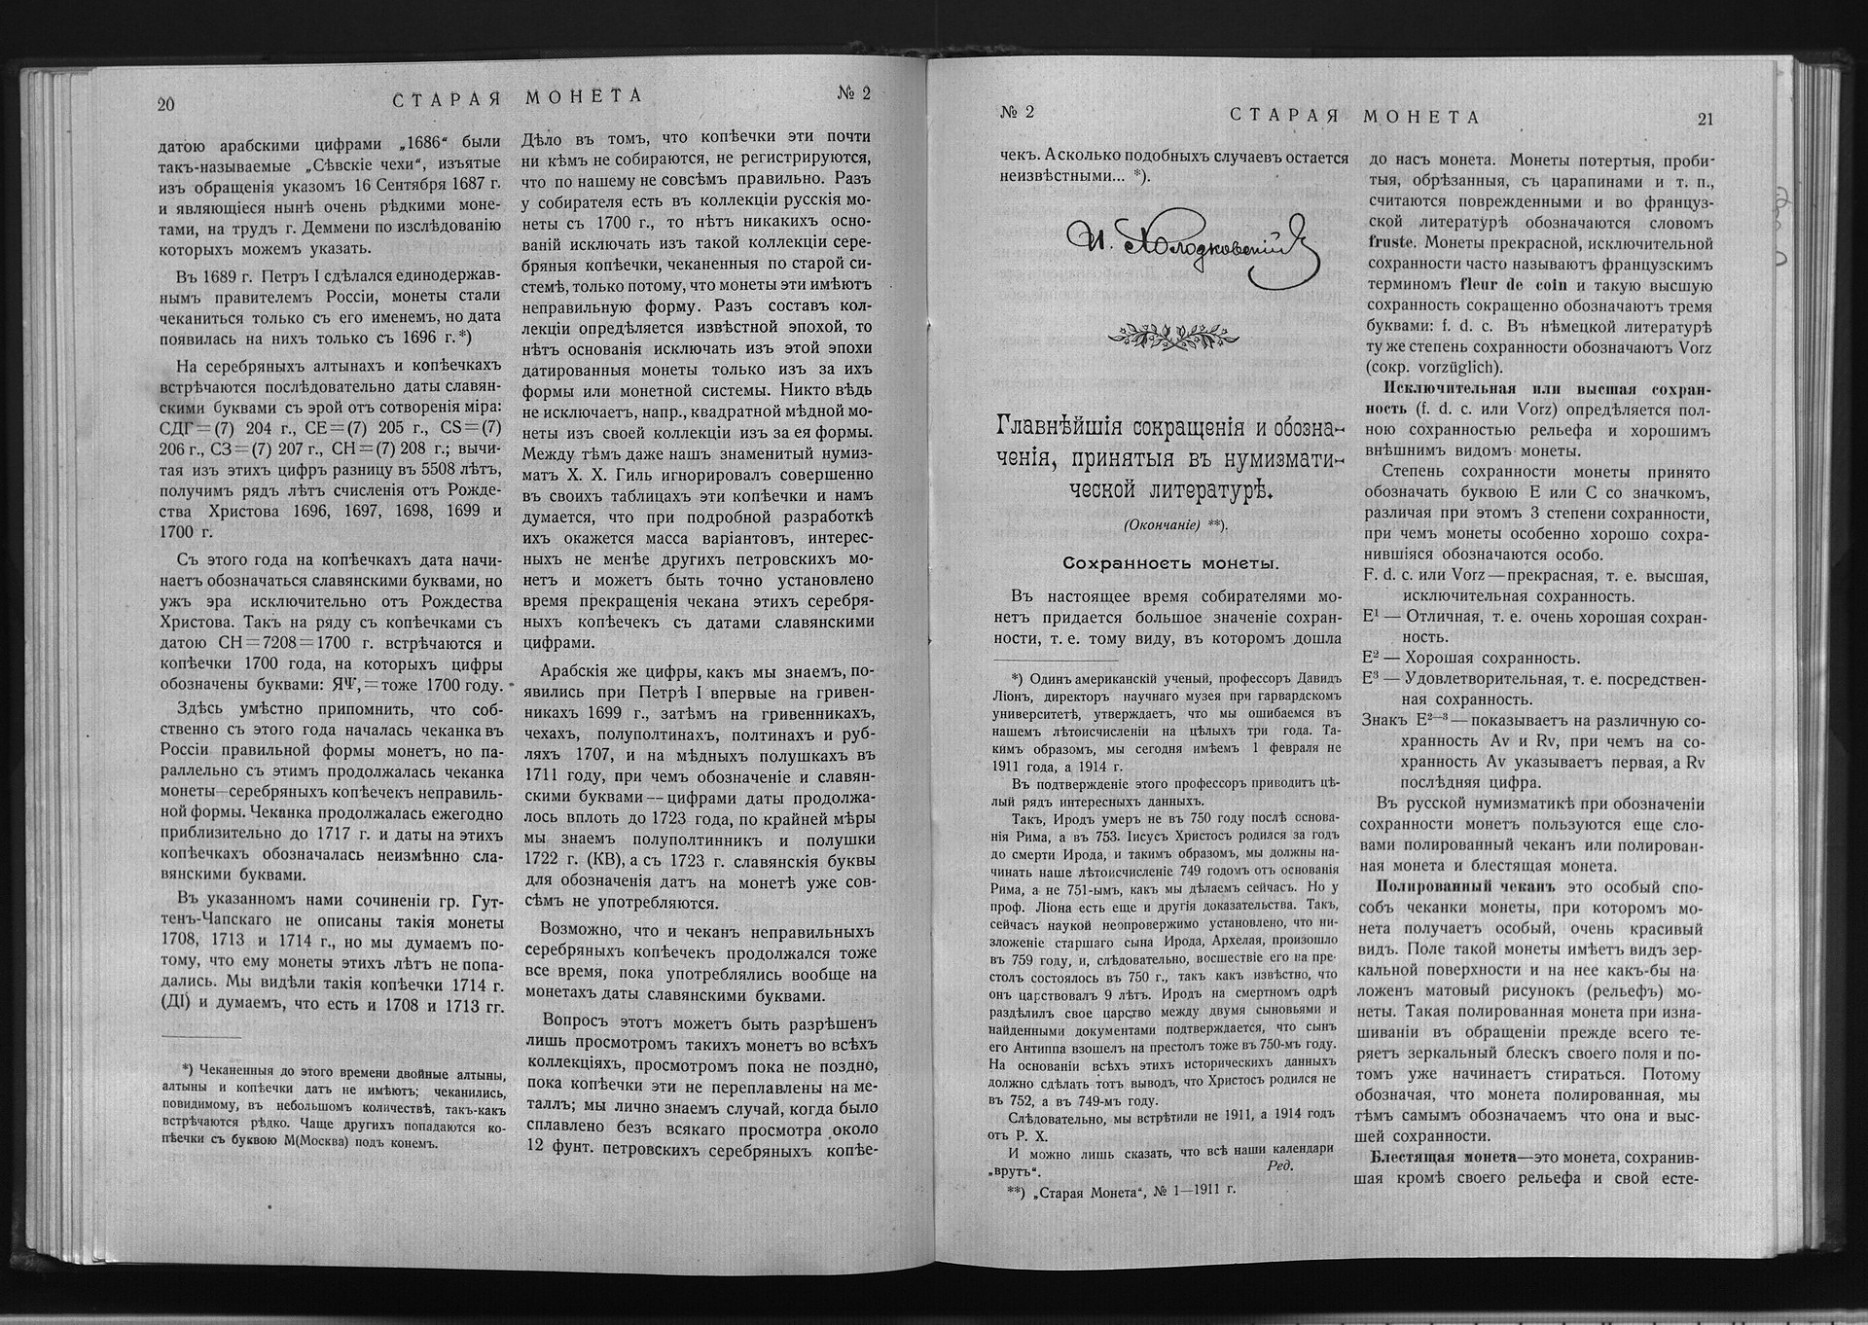 20
СТАРАЯ МОНЕТА
№ 2
датою арабскими цифрами „1686“ были
такъ-называемые „Сѣвскіе чехи“, изъятые
изъ обращенія указомъ 16 Сентября 1687 г.
и являющіеся нынѣ очень рѣдкими моне-
тами, на трудъ г. Деммени по изслѣдованію
которыхъ можемъ указать.
Въ 1689 г. Петръ I сдѣлался единодержав-
нымъ правителемъ Россіи, монеты стали
чеканиться только съ его именемъ, но дата
появилась на нихъ только съ 1696 г.*)
На серебряныхъ алтынахъ и копѣечкахъ
встрѣчаются послѣдовательно даты славян-
скими буквами съ эрой отъ сотворенія міра:
СДГ=(7) 204 г., СЕ=(7) 205 г., CS=(7)
206 г., СЗ=(7) 207 г., СН=(7) 208 г.; вычи-
тая изъ этихъ цифръ разницу въ 5508 лѣтъ,
получимъ рядъ лѣтъ счисленія отъ Рожде-
ства Христова 1696, 1697, 1698, 1699 и
1700 г.
Съ этого года на копѣечкахъ дата начи-
наетъ обозначаться славянскими буквами, но
ужъ эра исключительно отъ Рождества
Христова. Такъ на ряду съ копѣечками съ
датою СН=7208=1700 г. встрѣчаются и
копѣечки 1700 года, на которыхъ цифры
обозначены буквами: ЯѰ,=тоже 1700 году.
Здѣсь умѣстно припомнить, что соб-
ственно съ этого года началась чеканка въ
Россіи правильной формы монетъ, но па-
раллельно съ этимъ продолжалась чеканка
монеты—серебряныхъ копѣечекъ неправиль-
ной формы. Чеканка продолжалась ежегодно
приблизительно до 1717 г. и даты на этихъ
копѣечкахъ обозначалась неизмѣнно сла-
вянскими буквами.
Въ указанномъ нами сочиненіи гр. Гут-
тенъ-Чапскаго не описаны такія монеты
1708, 1713 и 1714 г., но мы думаемъ по-
тому, что ему монеты этихъ лѣтъ не попа-
дались. Мы видѣли такія копѣечки 1714 г.
(ДІ) и думаемъ, что есть и 1708 и 1713 гг.
*) Чеканенныя до этого времени двойные алтыны,
алтыны и копѣечки датъ не имѣютъ; чеканились,
повидимому, въ небольшомъ количествѣ, такъ-какъ
встрѣчаются рѣдко. Чаще другихъ попадаются ко-
пѣечки съ буквою М(Москва) подъ конемъ.
Дѣло въ томъ, что копѣечки эти почти
ни кѣмъ не собираются, не регистрируются,
что по нашему не совсѣмъ правильно. Разъ
у собирателя есть въ коллекціи русскія мо-
неты съ 1700 г., то нѣтъ никакихъ осно-
ваній исключать изъ такой коллекціи сере-
бряныя копѣечки, чеканенныя по старой си-
стемѣ, только потому, что монеты эти имѣютъ
неправильную форму. Разъ составъ кол-
лекціи опредѣляется извѣстной эпохой, то
нѣтъ основанія исключать изъ этой эпохи
датированныя монеты только изъ за ихъ
формы или монетной системы. Никто вѣдь
не исключаетъ, напр., квадратной мѣдной мо-
неты изъ своей коллекціи изъ за ея формы.
Между тѣмъ даже нашъ знаменитый нумиз-
матъ Х. Х. Гиль игнорировалъ совершенно
въ своихъ таблицахъ эти копѣечки и намъ
думается, что при подробной разработкѣ
ихъ окажется масса варіантовъ, интерес-
ныхъ не менѣе другихъ петровскихъ мо-
нетъ и можетъ быть точно установлено
время прекращенія чекана этихъ серебря-
ныхъ копѣечекъ съ датами славянскими
цифрами.
Арабскія же цифры, какъ мы знаемъ, по-
явились при Петрѣ I впервые на гривен-
никахъ 1699 г., затѣмъ на гривенникахъ,
чехахъ, полуполтинахъ, полтинахъ и руб-
ляхъ 1707, и на мѣдныхъ полушкахъ въ
1711 году, при чемъ обозначеніе и славян-
скими буквами—цифрами даты продолжа-
лось вплоть до 1723 года, по крайней мѣры
мы знаемъ полуполтинникъ и полушки
1722 г. (КВ), а съ 1723 г. славянскія буквы
для обозначенія датъ на монетѣ уже сов-
сѣмъ не употребляются.
Возможно, что и чеканъ неправильныхъ
серебряныхъ копѣечекъ продолжался тоже
все время, пока употреблялись вообще на
монетахъ даты славянскими буквами.
Вопросъ этотъ можетъ быть разрѣшенъ
лишь просмотромъ такихъ монетъ во всѣхъ
коллекціяхъ, просмотромъ пока не поздно,
пока копѣечки эти не переплавлены на ме-
таллъ; мы лично знаемъ случай, когда было
сплавлено безъ всякаго просмотра около
12 фунт. петровскихъ серебряныхъ копѣе-
№ 2
СТАРАЯ МОНЕТА
21
чекъ. А сколько подобныхъ случаевъ остается
неизвѣстными... *).
И. Холодковскій
Главнѣйшія сокращенія и обозна-
ченія, принятыя въ нумизмати-
ческой литературѣ.
(Окончаніе) **).
Сохранность монеты.
Въ настоящее время собирателями мо-
нетъ придается большое значеніе сохран-
ности, т. е. тому виду, въ которомъ дошла
*) Одинъ американскій ученый, профессоръ Давидъ
Ліонъ, директоръ научнаго музея при гарвардскомъ
университетѣ, утверждаетъ, что мы ошибаемся въ
нашемъ лѣтоисчисленіи на цѣлыхъ три года. Та-
кимъ образомъ, мы сегодня имѣемъ 1 февраля не
1911 года, а 1914 г.
Въ подтвержденіе этого профессоръ приводитъ цѣ-
лый рядъ интересныхъ данныхъ.
Такъ, Иродъ умеръ не въ 750 году послѣ основа-
нія Рима, а въ 753. Іисусъ Христосъ родился за годъ
до смерти Ирода, и такимъ образомъ, мы должны на-
чинать наше лѣтоисчисленіе 749 годомъ отъ основанія
Рима, а не 751-ымъ, какъ мы дѣлаемъ сейчасъ. Но у
проф. Ліона есть еще и другія доказательства. Такъ,
сейчасъ наукой неопровержимо установлено, что ни-
зложеніе старшаго сына Ирода, Архелая, произошло
въ 759 году, и, слѣдовательно, восшествіе его на пре-
столъ состоялось въ 750 г., такъ какъ извѣстно, что
онъ царствовалъ 9 лѣтъ. Иродъ на смертномъ одрѣ
раздѣлилъ свое царство между двумя сыновьями и
найденными документами подтверждается, что сынъ
его Антиппа взошелъ на престолъ тоже въ 750-мъ году.
На основаніи всѣхъ этихъ историческихъ данныхъ
должно сдѣлать тотъ выводъ, что Христосъ родился не
въ 752, а въ 749-мъ году.
Слѣдовательно, мы встрѣтили не 1911, а 1914 годъ
отъ Р. Х.
И можно лишь сказать, что всѣ наши календари
„врутъ“.
Ред.
**) „Старая Монета“, № 1—1911 г.
до насъ монета. Монеты потертыя, проби-
тыя, обрѣзанныя, съ царапинами и т. п.,
считаются поврежденными и во француз-
ской литературѣ обозначаются словомъ
fruste. Монеты прекрасной, исключительной
сохранности часто называютъ французскимъ
терминомъ fleur de coin и такую высшую
сохранность сокращенно обозначаютъ тремя
буквами: f. d. c. Въ нѣмецкой литературѣ
ту же степень сохранности обозначаютъ Vorz
(сокр. vorzüglich).
Исключительная или высшая сохран-
ность (f. d. c. или Vorz) опредѣляется пол-
ною сохранностью рельефа и хорошимъ
внѣшнимъ видомъ монеты.
Степень сохранности монеты принято
обозначать буквою Е или С со значкомъ,
различая при этомъ 3 степени сохранности,
при чемъ монеты особенно хорошо сохра-
нившіяся обозначаются особо.
F. d. c. или Vorz—прекрасная, т. е. высшая,
исключительная сохранность.
E¹ — Отличная, т. е. очень хорошая сохран-
ность.
E² — Хорошая сохранность.
E³ — Удовлетворительная, т. е. посредствен-
ная сохранность.
Знакъ E²⁻³—показываетъ на различную со-
хранность Av и Rv, при чемъ на со-
хранность Av указываетъ первая, а Rv
послѣдняя цифра.
Въ русской нумизматикѣ при обозначеніи
сохранности монетъ пользуются еще сло-
вами полированный чеканъ или полирован-
ная монета и блестящая монета.
Полированный чеканъ это особый спо-
собъ чеканки монеты, при которомъ мо-
нета получаетъ особый, очень красивый
видъ. Поле такой монеты имѣетъ видъ зер-
кальной поверхности и на нее какъ-бы на-
ложенъ матовый рисунокъ (рельефъ) мо-
неты. Такая полированная монета при изна-
шиваніи въ обращеніи прежде всего те-
ряетъ зеркальный блескъ своего поля и по-
томъ уже начинаетъ стираться. Потому
обозначая, что монета полированная, мы
тѣмъ самымъ обозначаемъ что она и выс-
шей сохранности.
Блестящая монета—это монета, сохранив-
шая кромѣ своего рельефа и свой есте-